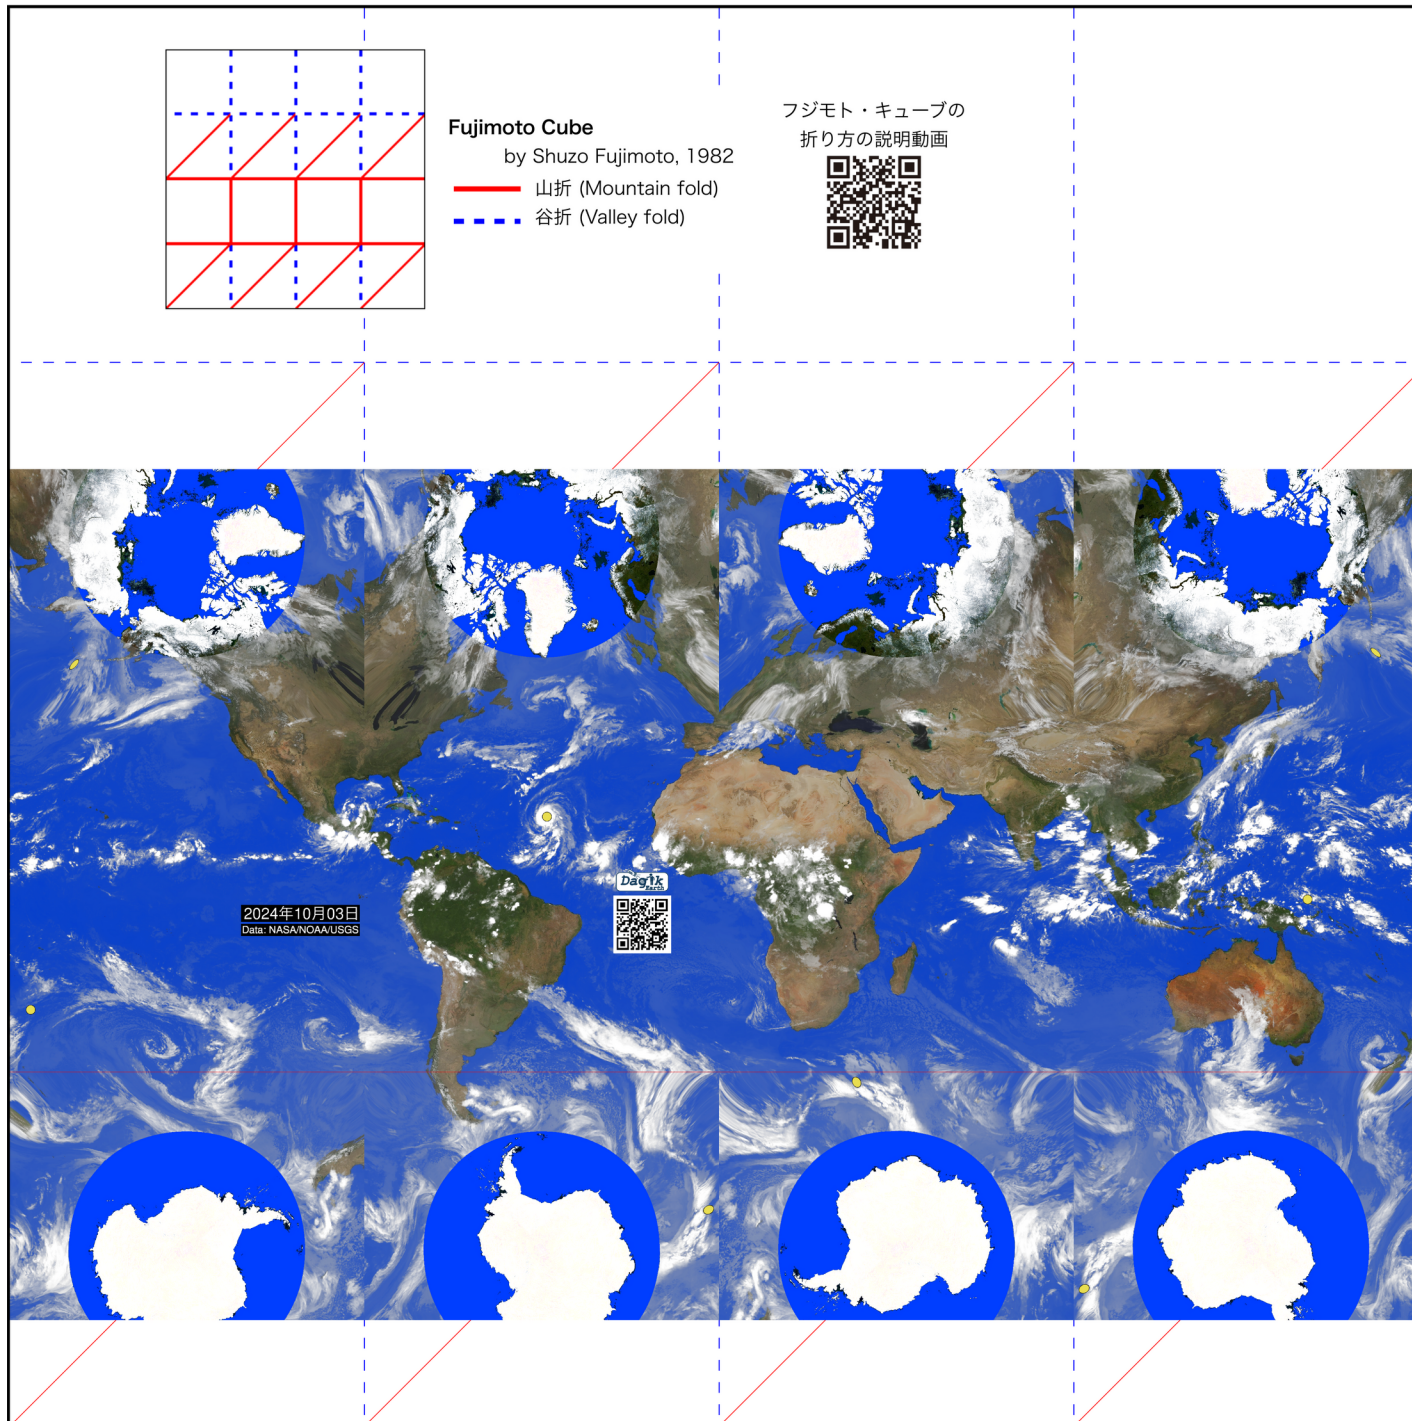 Fujimoto Cube
by Shuzo Fujimoto, 1982
山折 (Mountain fold)
谷折 (Valley fold)
フジモト・キューブの
折り方の説明動画
Dagik
Earth
2024年10月03日
Data: NASA/NOAA/USGS